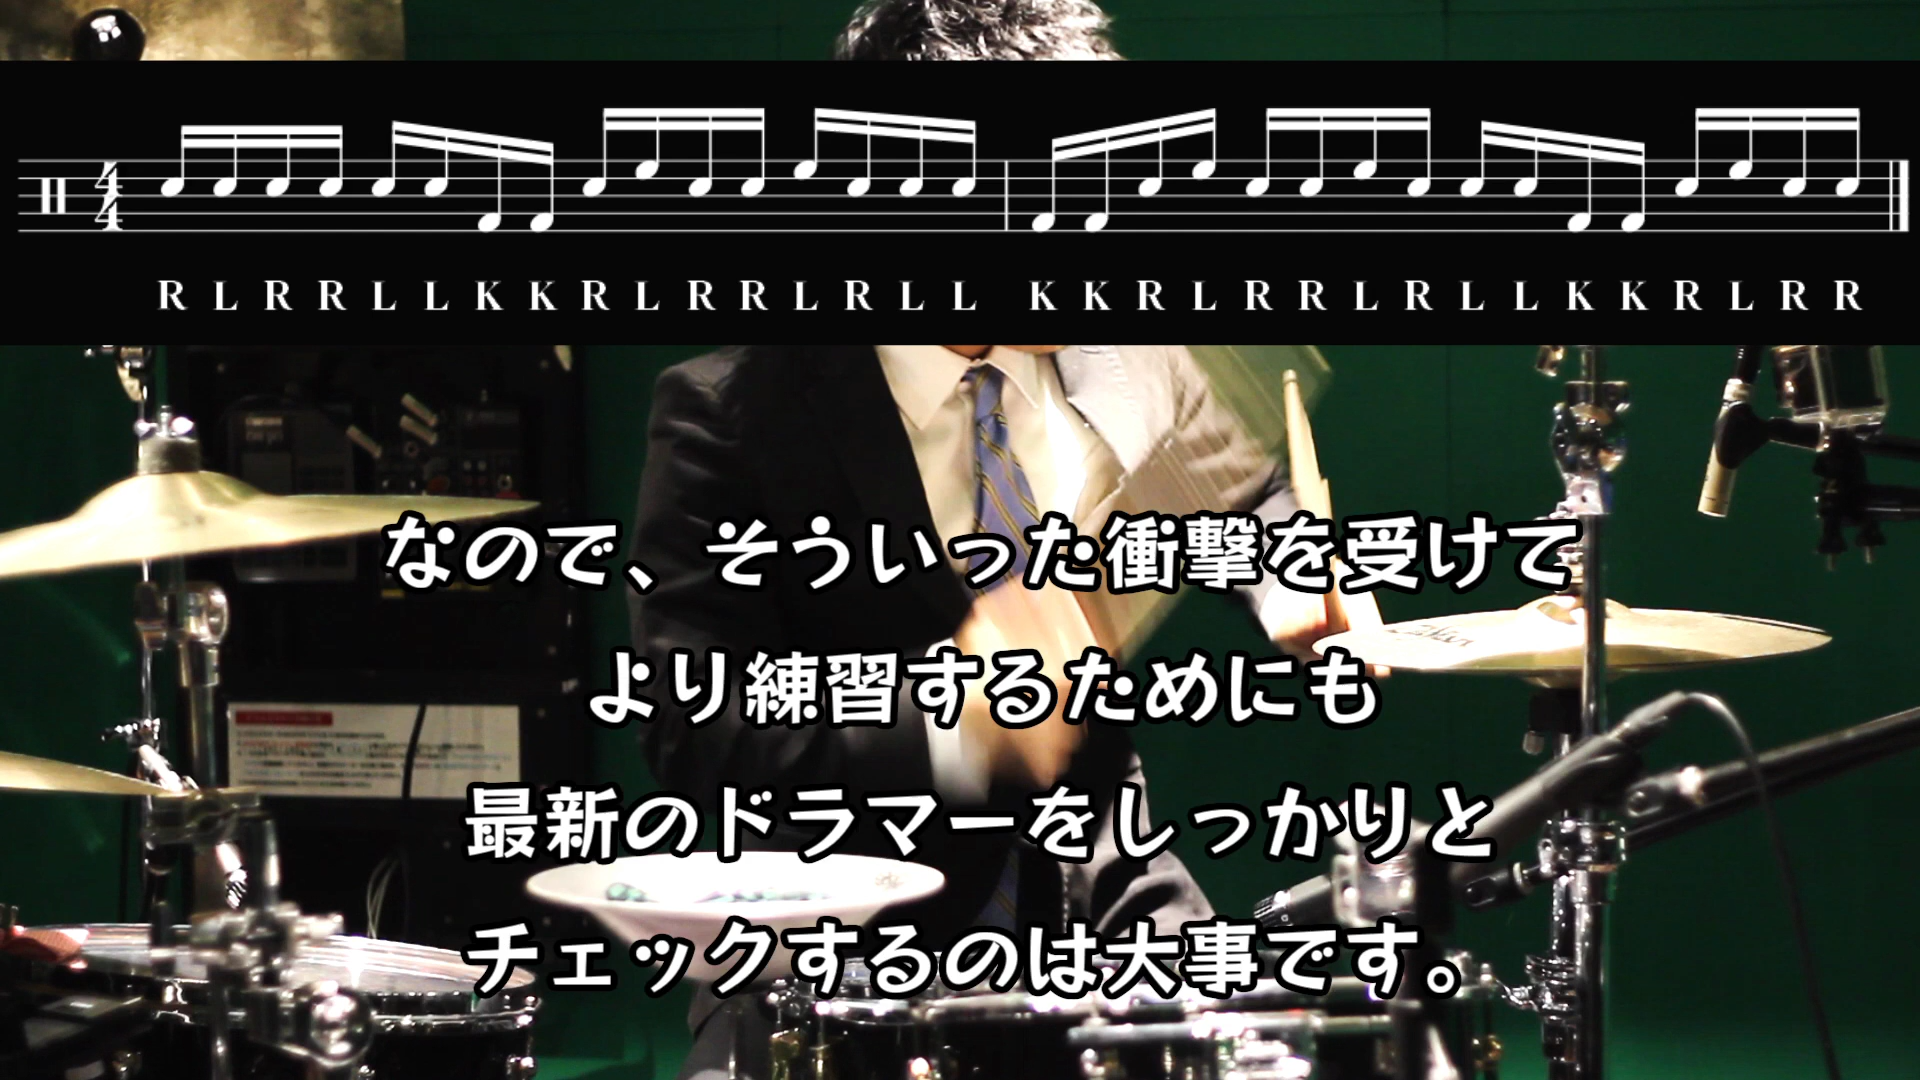 4
4
R L R R L L K K R L R R L R L L K K R L R R L R L L K K R L R R
なので、そういった衝撃を受けて
より練習するためにも
最新のドラマーをしっかりと
チェックするのは大事です。